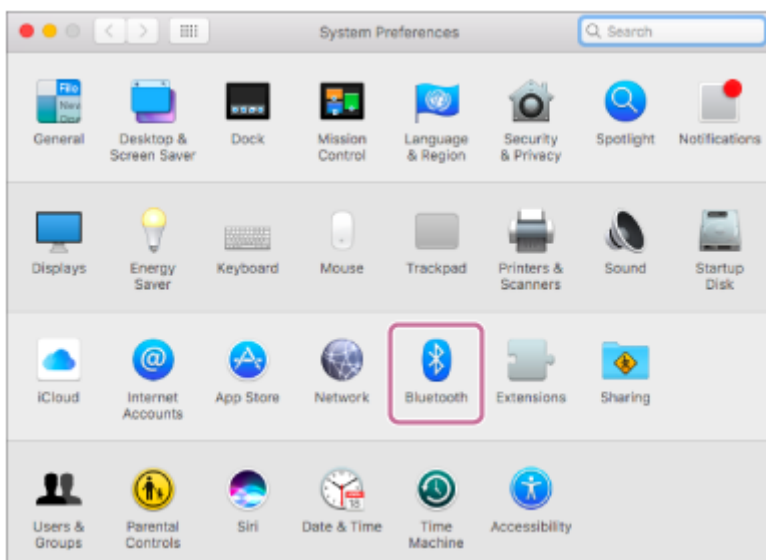 System Preferences
Search
General
Desktop &
Screen Saver
Dock
Mission
Control
Language
& Region
Security
& Privacy
Spotlight
Notifications
Displays
Energy
Saver
Keyboard
Mouse
Trackpad
Printers &
Scanners
Sound
Startup
Disk
iCloud
Internet
Accounts
App Store
Network
Bluetooth
Extensions
Sharing
Users &
Groups
Parental
Controls
Siri
Date & Time
Time
Machine
Accessibility
File
New
18